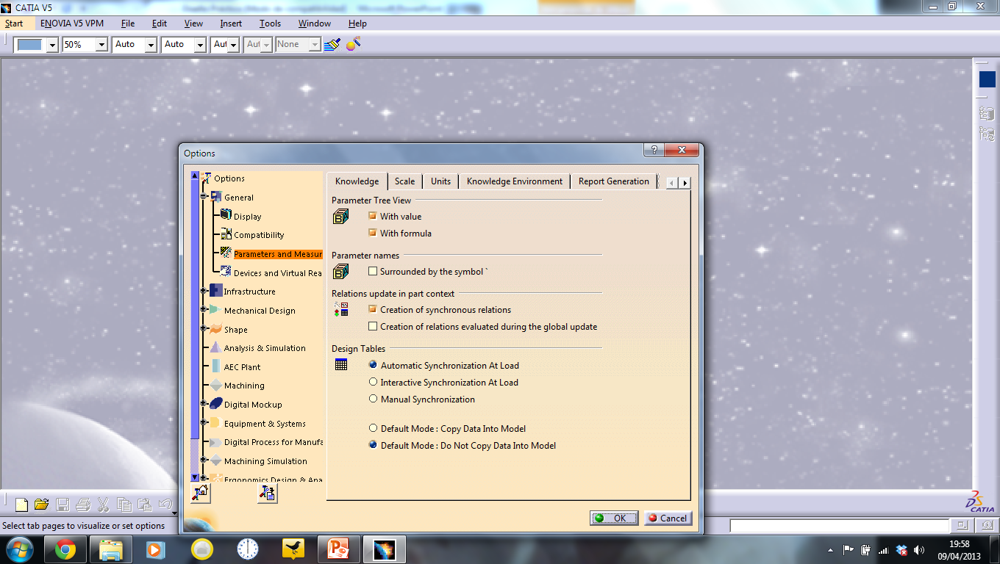 CATIA V5
Start ENOVIA V5 VPM File Edit View Insert Tools Window Help
50% Auto Auto Aut Aut None
Options
Options
General
Display
Compatibility
Parameters and Measur
Devices and Virtual Rea
Infrastructure
Mechanical Design
Shape
Analysis & Simulation
AEC Plant
Machining
Digital Mockup
Equipment & Systems
Digital Process for Manufa
Machining Simulation
Ergonomics Design & Ana
Knowledge Scale Units Knowledge Environment Report Generation
Parameter Tree View
With value
With formula
Parameter names
Surrounded by the symbol `
Relations update in part context
Creation of synchronous relations
Creation of relations evaluated during the global update
Design Tables
Automatic Synchronization At Load
Interactive Synchronization At Load
Manual Synchronization
Default Mode : Copy Data Into Model
Default Mode : Do Not Copy Data Into Model
OK Cancel
CATIA
Select tab pages to visualize or set options
19:58
09/04/2013